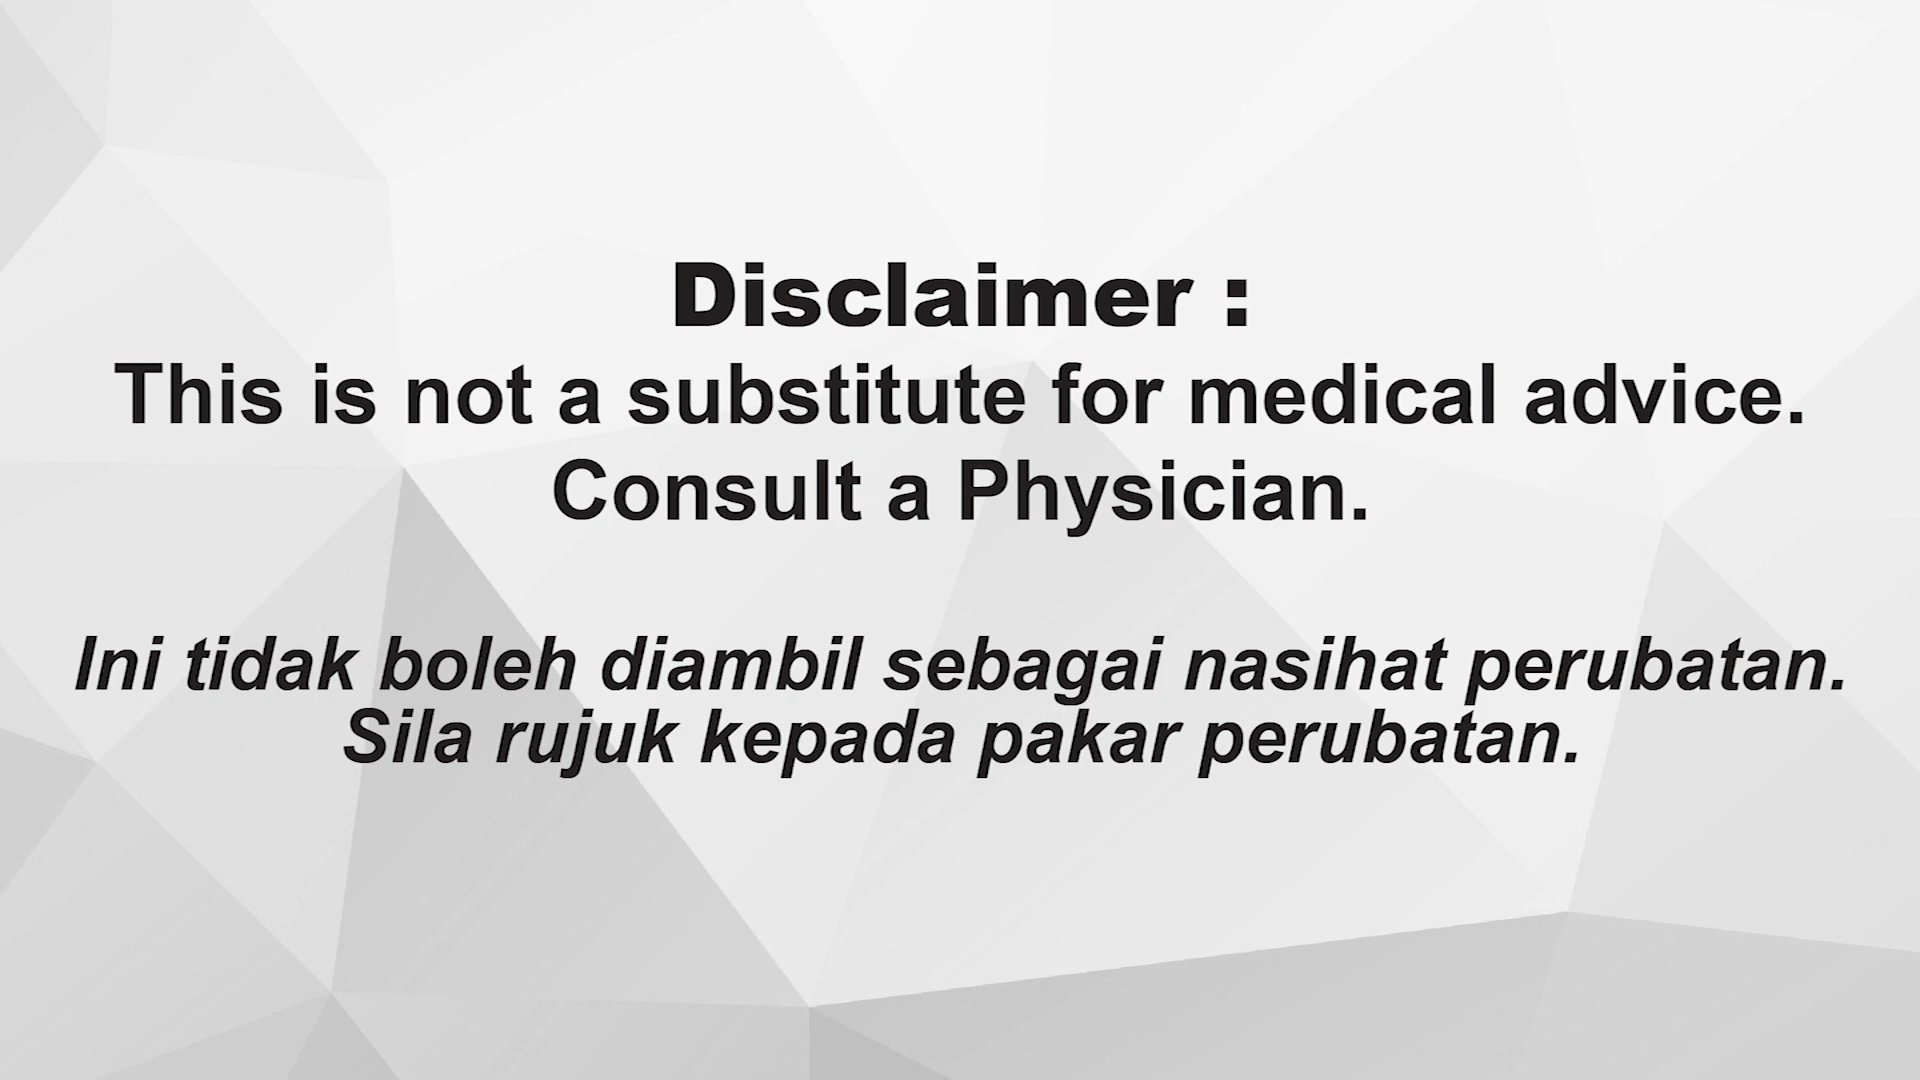 Disclaimer :
This is not a substitute for medical advice.
Consult a Physician.
Ini tidak boleh diambil sebagai nasihat perubatan.
Sila rujuk kepada pakar perubatan.